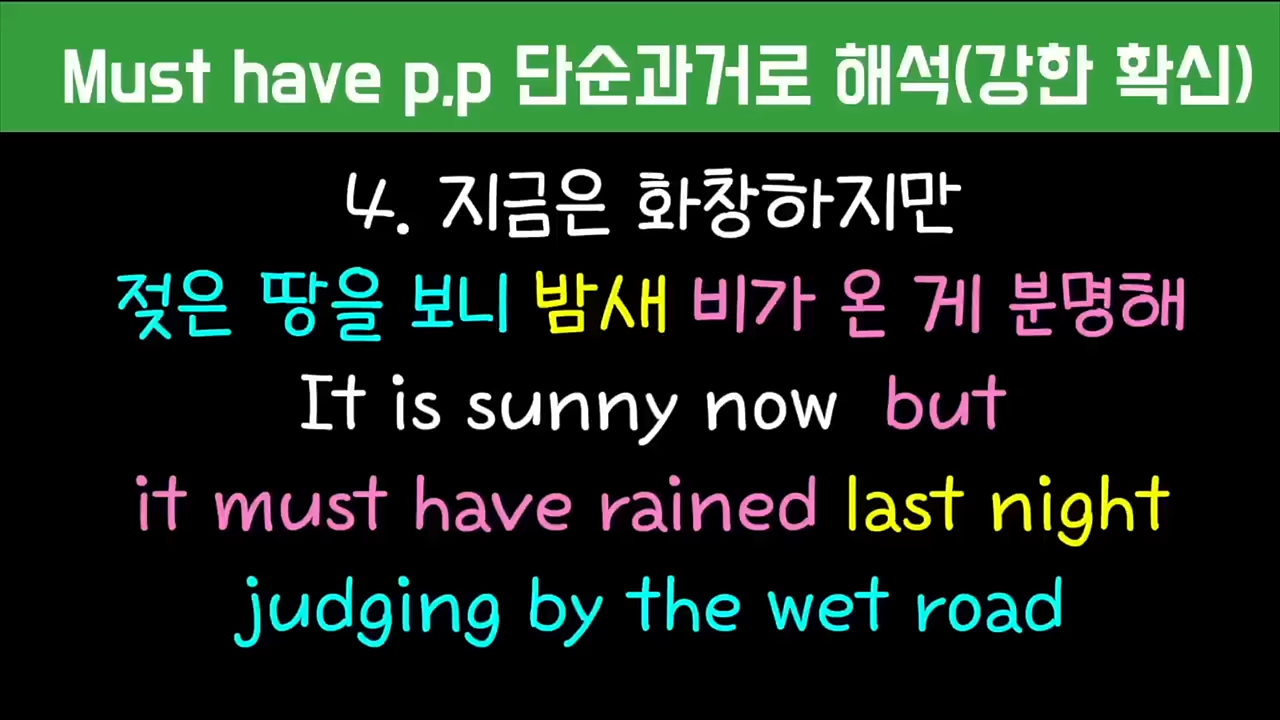 Must have p.p 단순과거로 해석(강한 확신)
4. 지금은 화창하지만
젖은 땅을 보니 밤새 비가 온 게 분명해
It is sunny now but
it must have rained last night
judging by the wet road